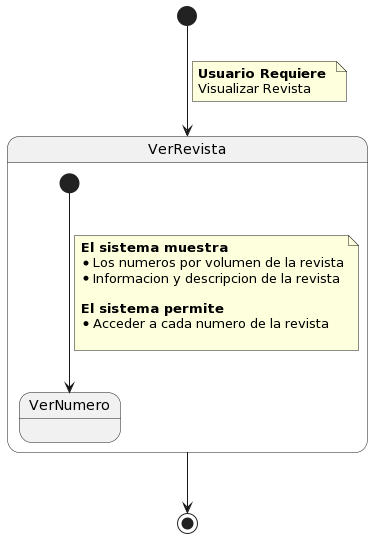 Usuario Requiere
Visualizar Revista
VerRevista
El sistema muestra
• Los numeros por volumen de la revista
• Informacion y descripcion de la revista
El sistema permite
• Acceder a cada numero de la revista
VerNumero